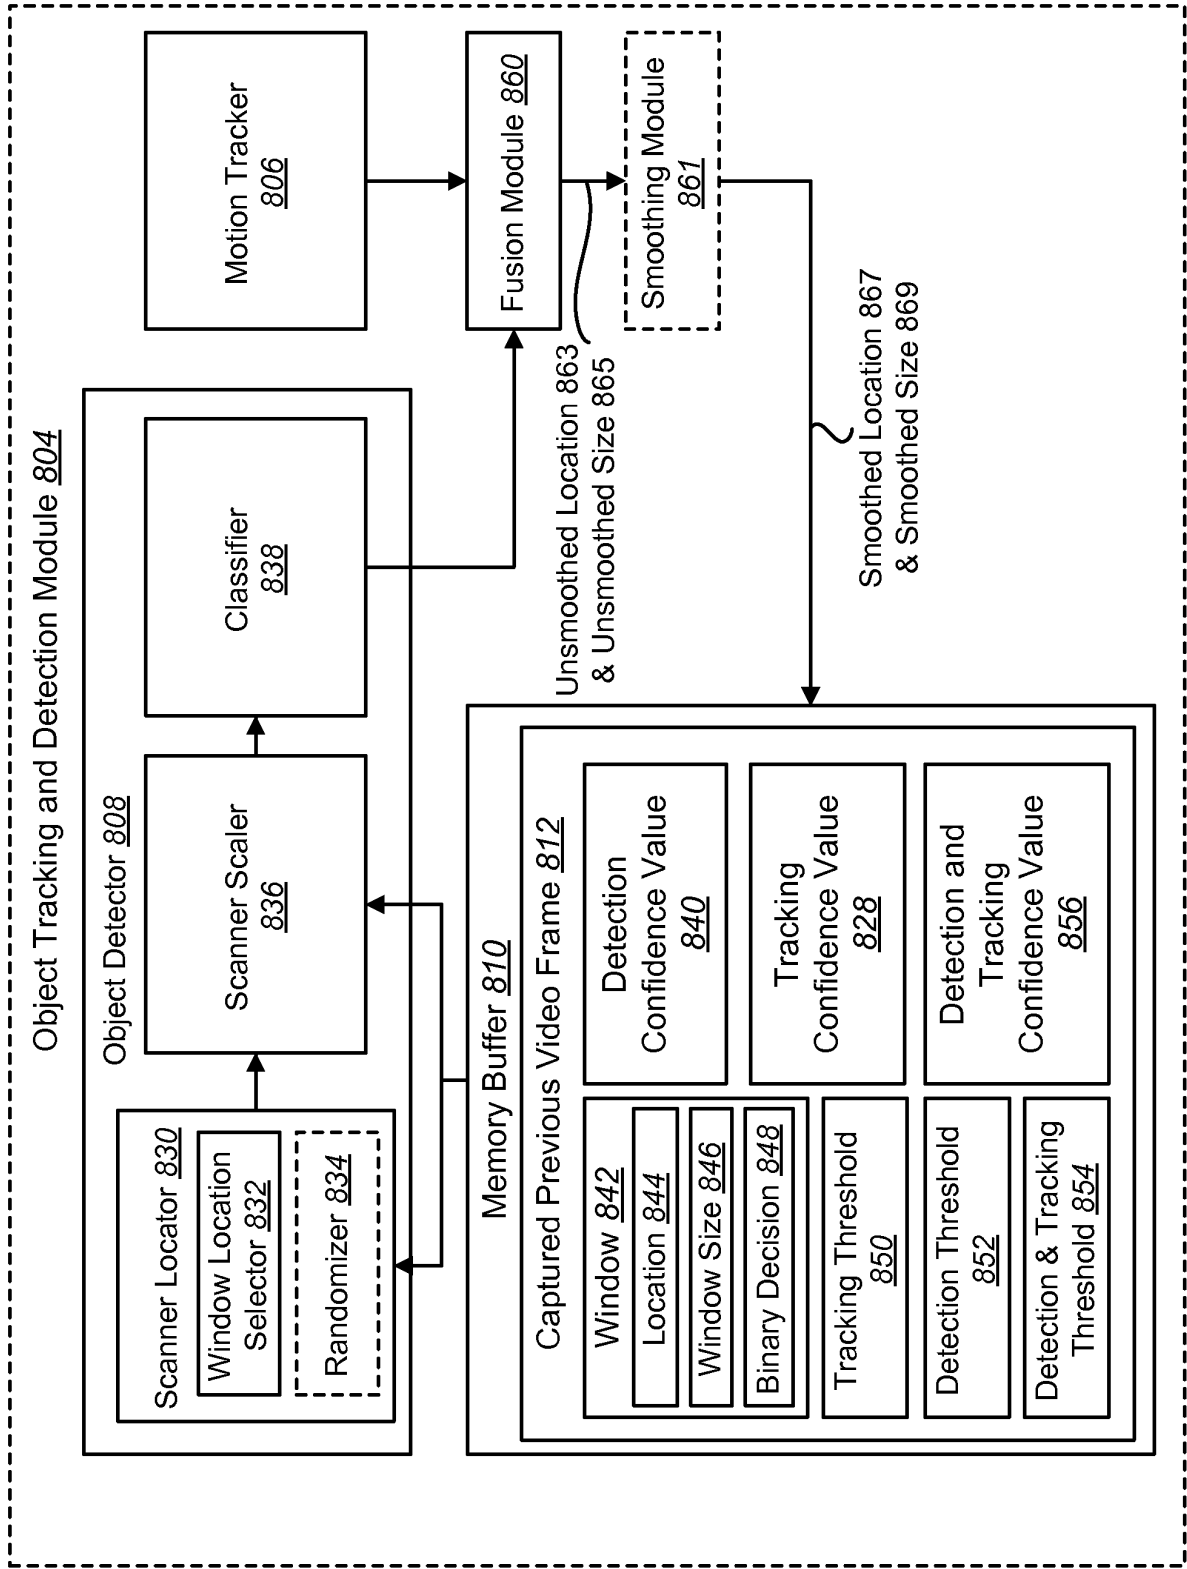 Object Tracking and Detection Module 804
Object Detector 808
Scanner Locator 830
Window Location
Selector 832
Randomizer 834
Scanner Scaler
836
Classifier
838
Motion Tracker
806
Fusion Module 860
Unsmoothed Location 863
& Unsmoothed Size 865
Smoothing Module
861
Smoothed Location 867
& Smoothed Size 869
Memory Buffer 810
Captured Previous Video Frame 812
Window 842
Location 844
Window Size 846
Binary Decision 848
Tracking Threshold
850
Detection Threshold
852
Detection & Tracking
Threshold 854
Detection
Confidence Value
840
Tracking
Confidence Value
828
Detection and
Tracking
Confidence Value
856